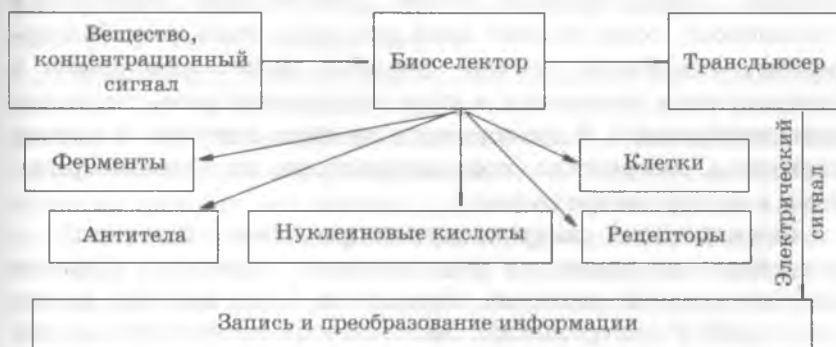 Вещество,
концентрационный
сигнал
Биоселектор
Трансдьюсер
Ферменты
Клетки
Антитела
Нуклеиновые кислоты
Рецепторы
Электрический
сигнал
Запись и преобразование информации